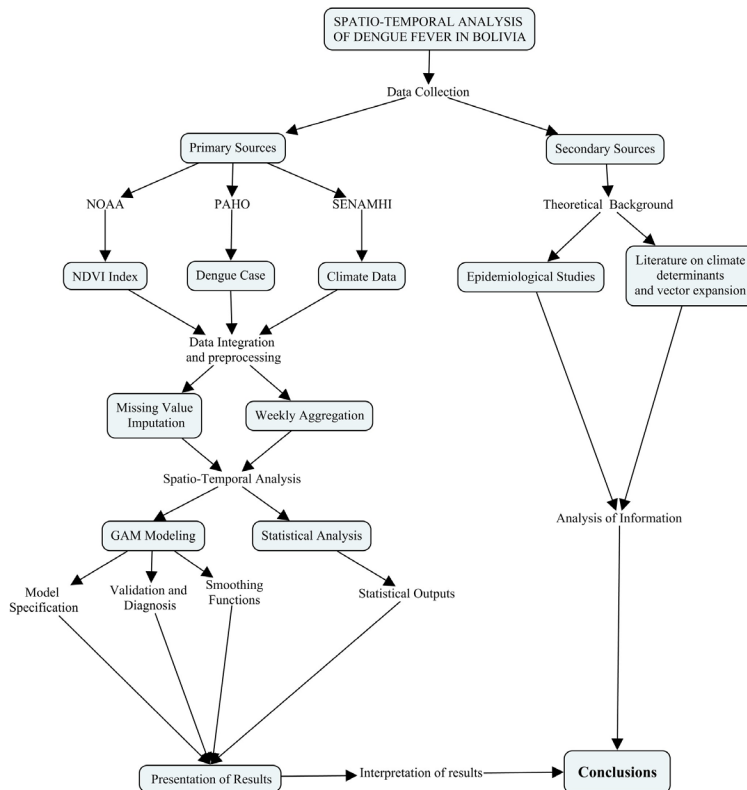 SPATIO-TEMPORAL ANALYSIS
OF DENGUE FEVER IN BOLIVIA
Data Collection
Primary Sources
Secondary Sources
NOAA
PAHO
SENAMHI
Theoretical Background
NDVI Index
Dengue Case
Climate Data
Epidemiological Studies
Literature on climate
determinants
and vector expansion
Data Integration
and preprocessing
Missing Value
Imputation
Weekly Aggregation
Spatio-Temporal Analysis
Analysis of Information
GAM Modeling
Statistical Analysis
Model
Specification
Validation and
Diagnosis
Smoothing
Functions
Statistical Outputs
Presentation of Results
Interpretation of results
Conclusions